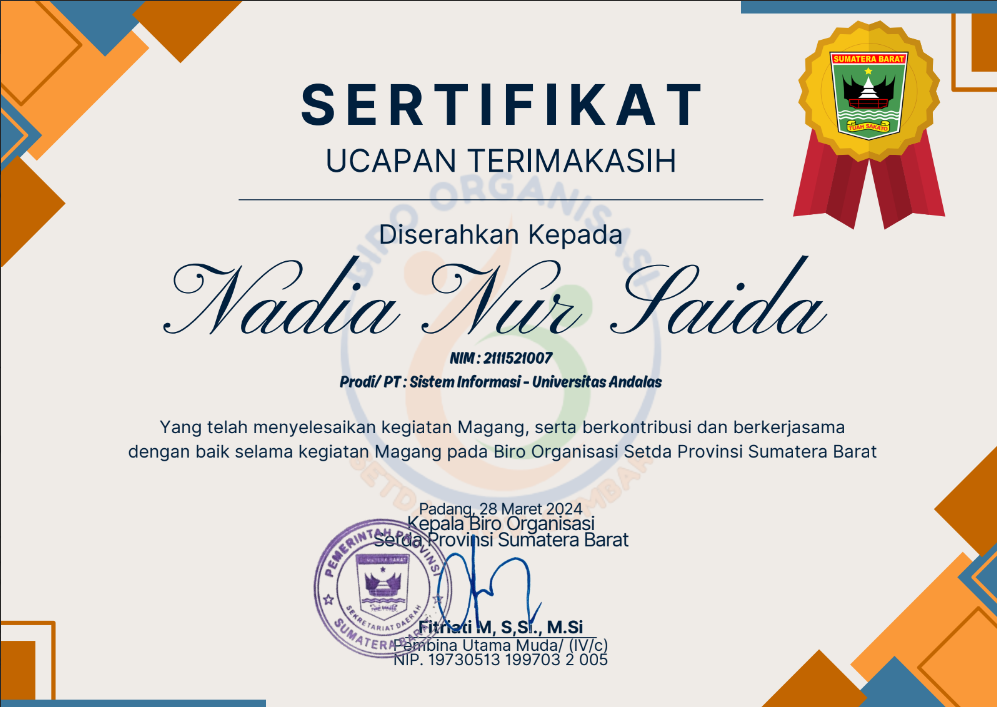 SUMATERA BARAT
TUAH SAKATO
SERTIFIKAT
UCAPAN TERIMAKASIH
BIRO ORGANISASI
Diserahkan Kepada
Nadia Nur Saida
NIM : 2111521007
Prodi/ PT : Sistem Informasi - Universitas Andalas
Yang telah menyelesaikan kegiatan Magang, serta berkontribusi dan berkerjasama
dengan baik selama kegiatan Magang pada Biro Organisasi Setda Provinsi Sumatera Barat
Padang, 28 Maret 2024
Kepala Biro Organisasi
Setda Provinsi Sumatera Barat
PEMERINTAH PROVINSI
SUMATERA BARAT
SEKRETARIAT DAERAH
SUMATERA BARAT
Fitriati M, S,Si., M.Si
Pembina Utama Muda/ (IV/c)
NIP. 19730513 199703 2 005